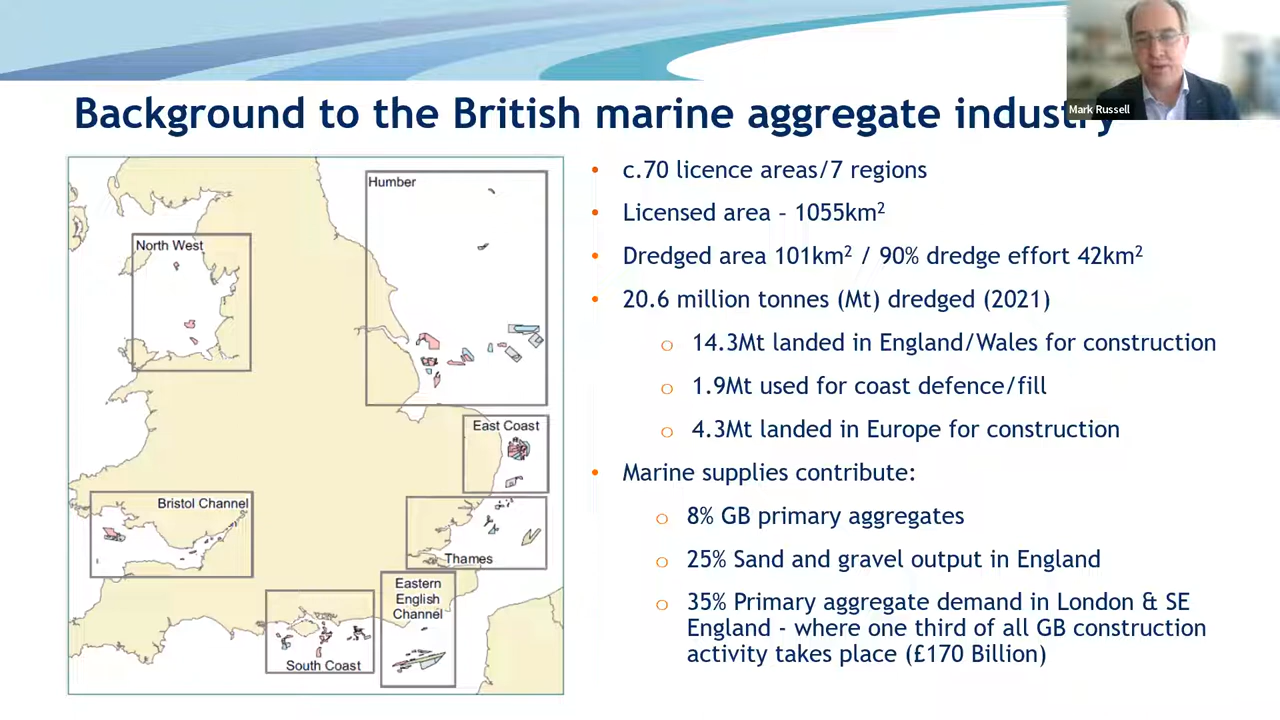 Mark Russell
Background to the British marine aggregate industry
Humber
North West
East Coast
Bristol Channel
Thames
Eastern
English
Channel
South Coast
• c.70 licence areas/7 regions
• Licensed area – 1055km²
• Dredged area 101km² / 90% dredge effort 42km²
• 20.6 million tonnes (Mt) dredged (2021)
o 14.3Mt landed in England/Wales for construction
o 1.9Mt used for coast defence/fill
o 4.3Mt landed in Europe for construction
• Marine supplies contribute:
o 8% GB primary aggregates
o 25% Sand and gravel output in England
o 35% Primary aggregate demand in London & SE
England - where one third of all GB construction
activity takes place (£170 Billion)